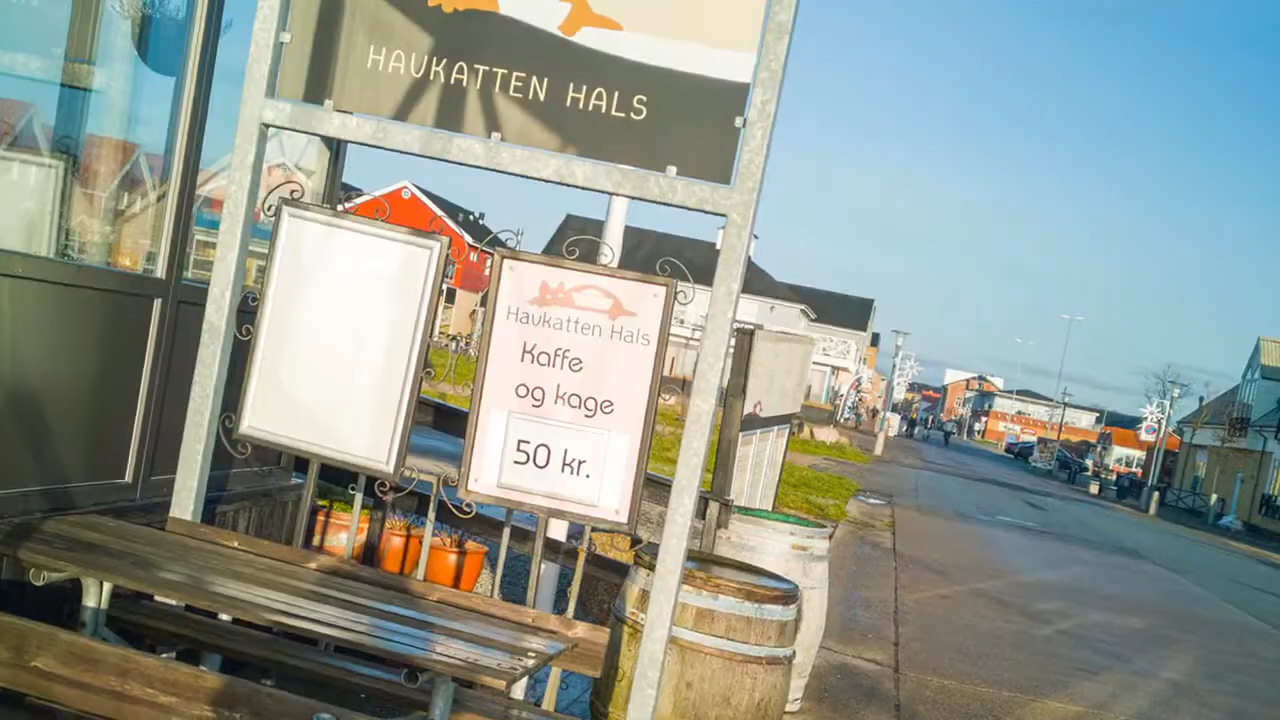 HAVKATTEN HALS
Havkatten Hals
Kaffe
og kage
50 kr.